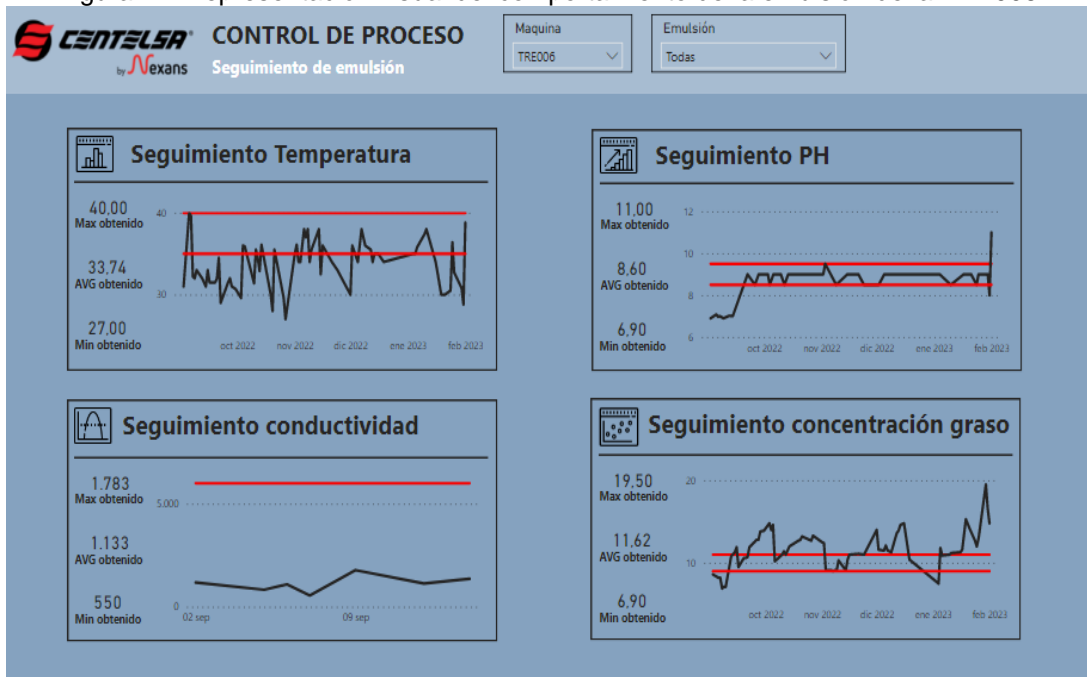 CENTELSA
by Nexans
CONTROL DE PROCESO
Seguimiento de emulsión
Maquina
TRE006
Emulsión
Todas
Seguimiento Temperatura
40,00
Max obtenido
33,74
AVG obtenido
27,00
Min obtenido
40
30
oct 2022 nov 2022 dic 2022 ene 2023 feb 2023
Seguimiento PH
11,00
Max obtenido
8,60
AVG obtenido
6,90
Min obtenido
12
10
8
6
oct 2022 nov 2022 dic 2022 ene 2023 feb 2023
Seguimiento conductividad
1.783
Max obtenido
1.133
AVG obtenido
550
Min obtenido
5.000
0
02 sep 09 sep
Seguimiento concentración graso
19,50
Max obtenido
11,62
AVG obtenido
6,90
Min obtenido
20
10
oct 2022 nov 2022 dic 2022 ene 2023 feb 2023